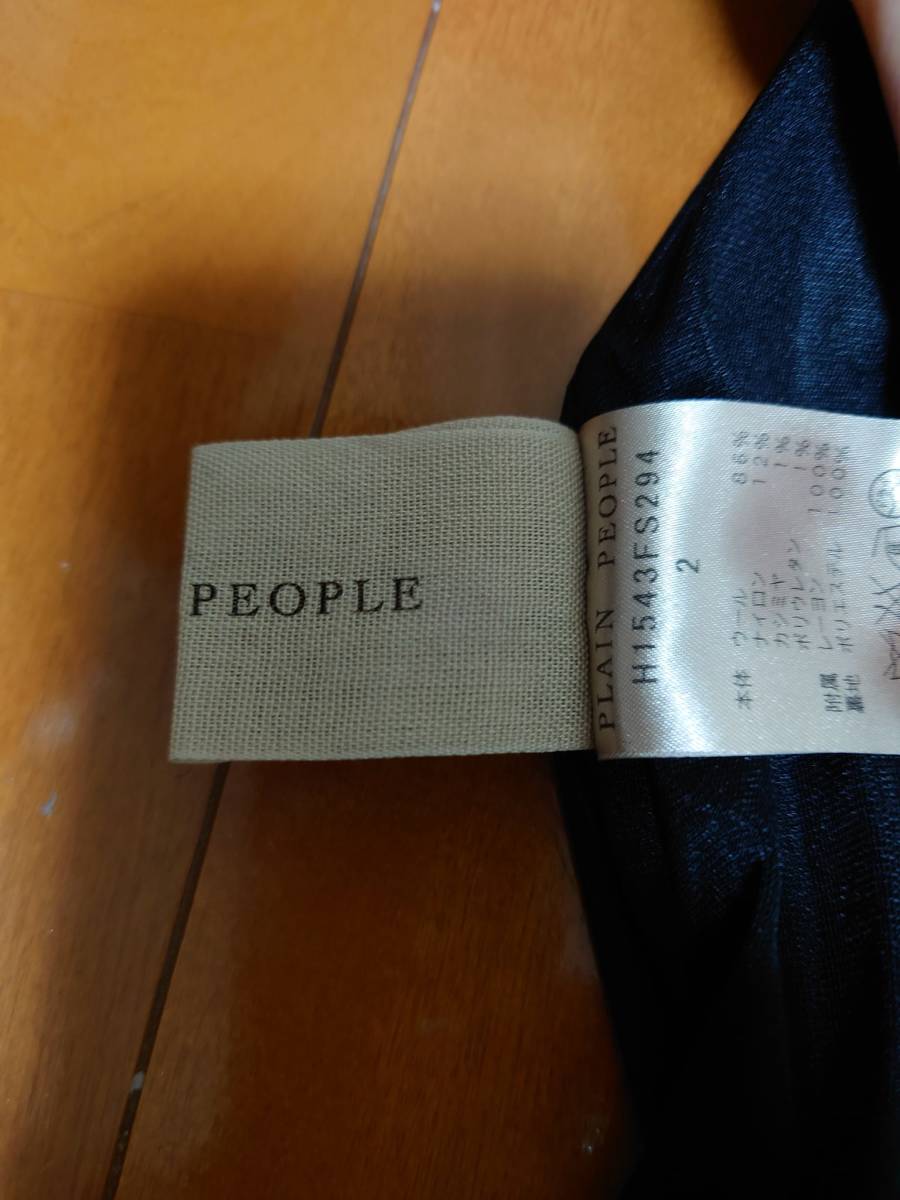 PEOPLE
PLAIN PEOPLE
H1543FS294
2
本体 ウール 86%
ナイロン 12%
カシミヤ 1%
ポリウレタン 1%
附属 レーヨン 100%
裏地 ポリエステル 100%